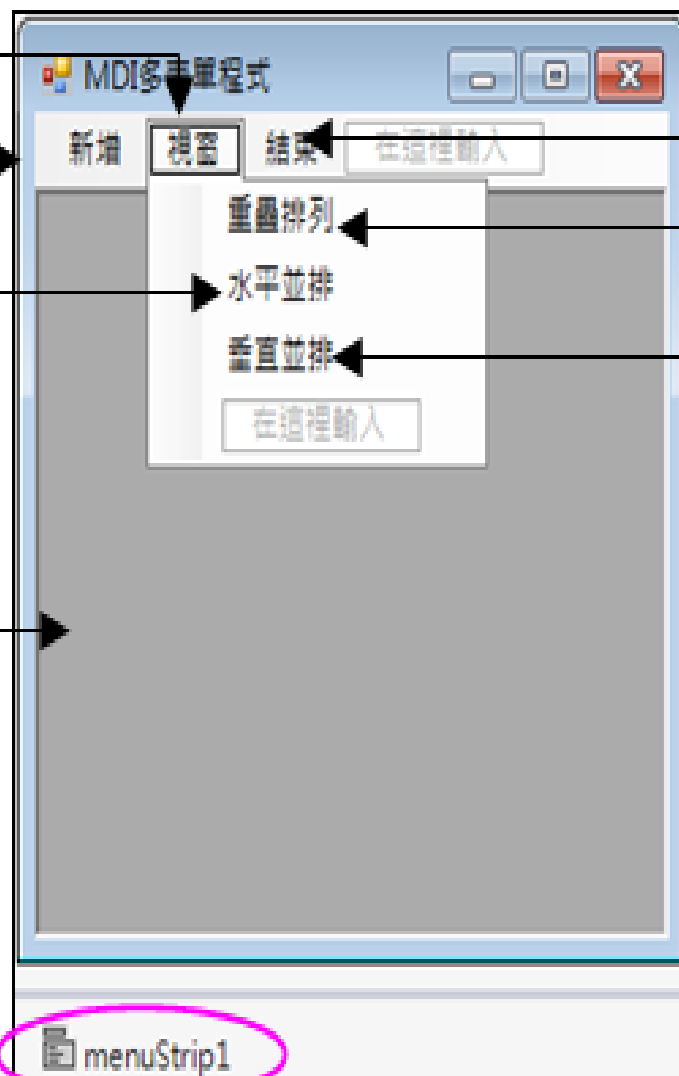 MDI多表單程式
新增 視窗 結束 在這裡輸入
重疊排列
水平並排
垂直並排
在這裡輸入
menuStrip1